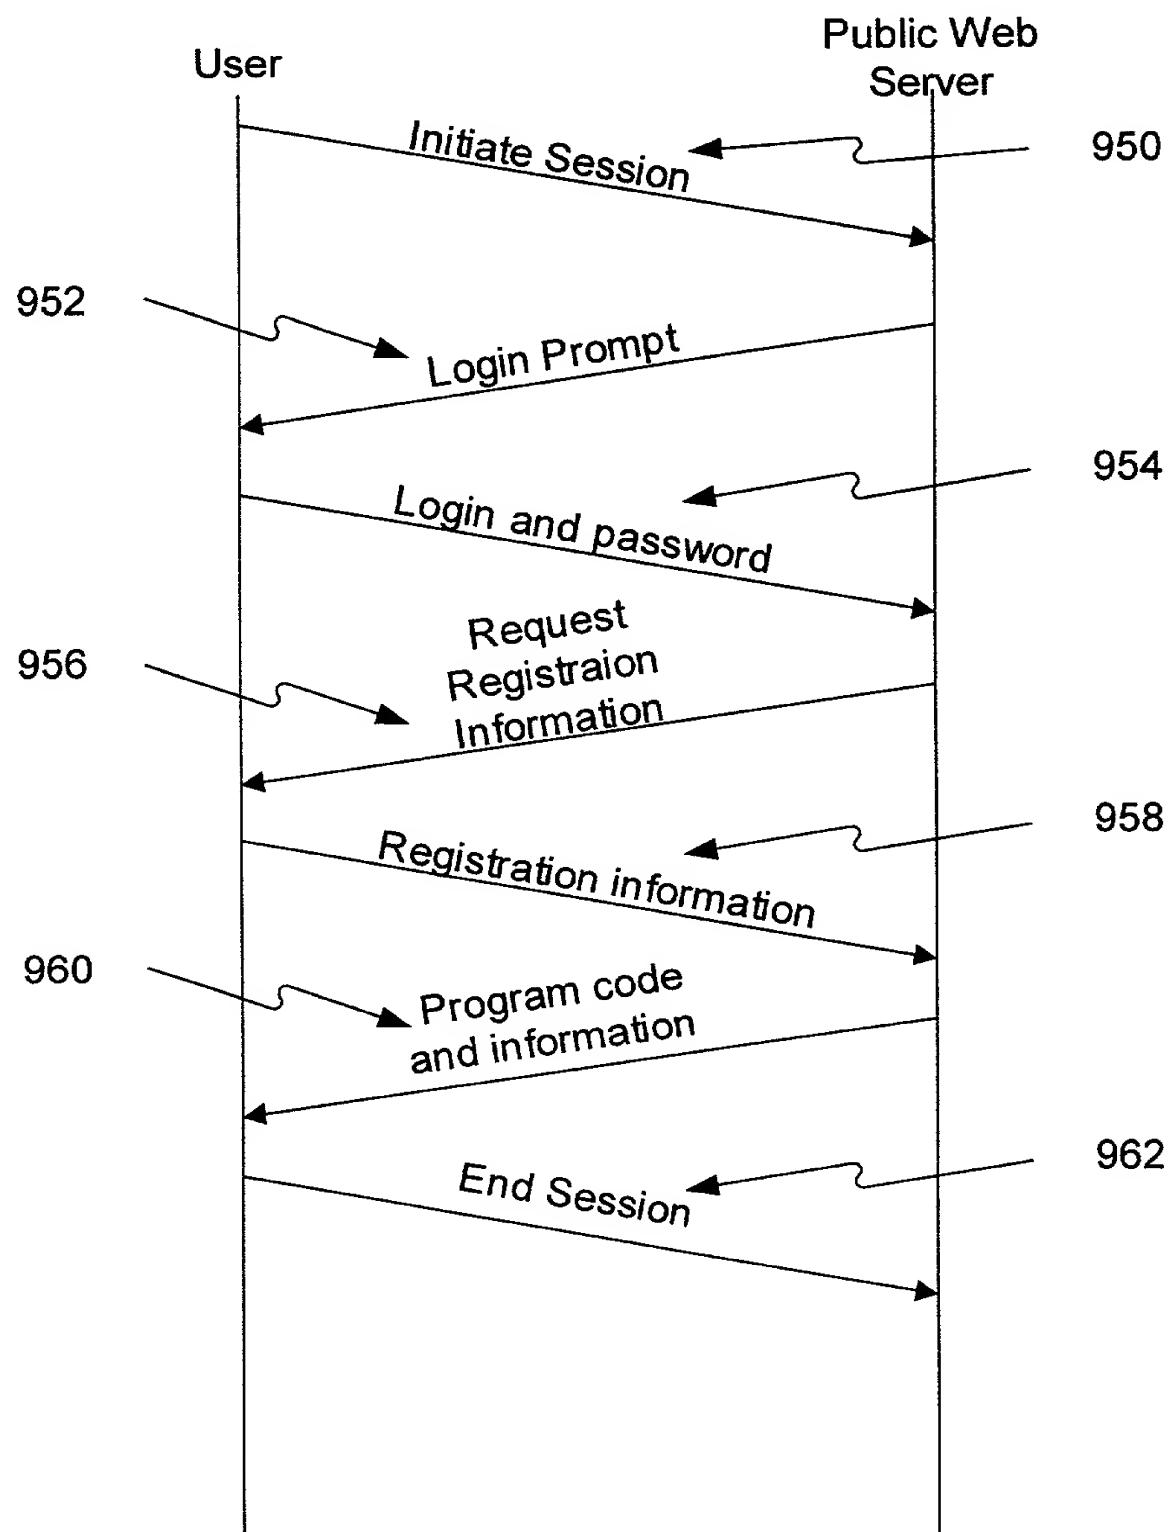 User
Public Web
Server
Initiate Session
950
952
Login Prompt
954
Login and password
Request
Registraion
Information
956
958
Registration information
960
Program code
and information
962
End Session